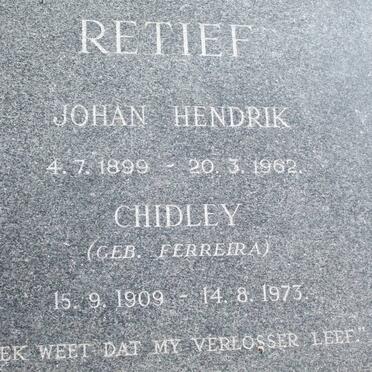 RETIEF
JOHAN HENDRIK
4.7.1899 - 20.3.1962.
CHIDLEY
(GEB. FERREIRA)
15.9.1909 - 14.8.1973.
EK WEET DAT MY VERLOSSER LEEF."